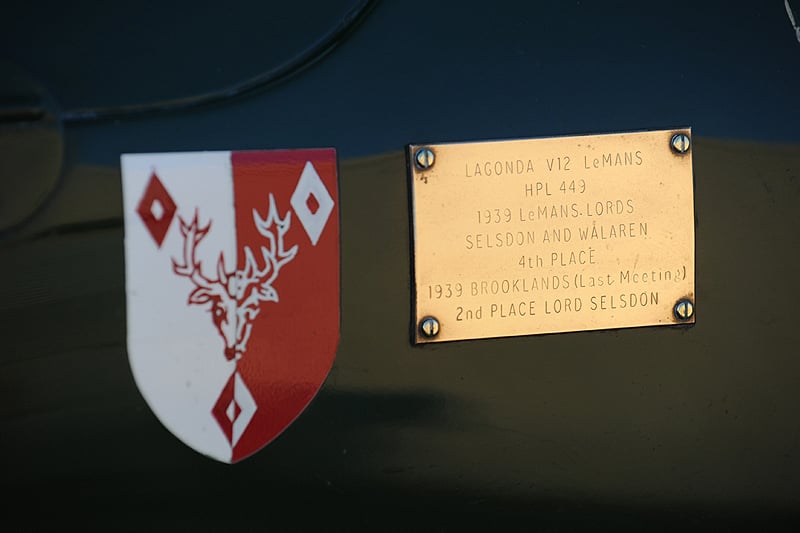 LAGONDA V12 LeMANS
HPL 449
1939 LeMANS. LORDS
SELSDON AND WÅLAREN
4th PLACE
1939 BROOKLANDS (Last Meeting)
2nd PLACE LORD SELSDON